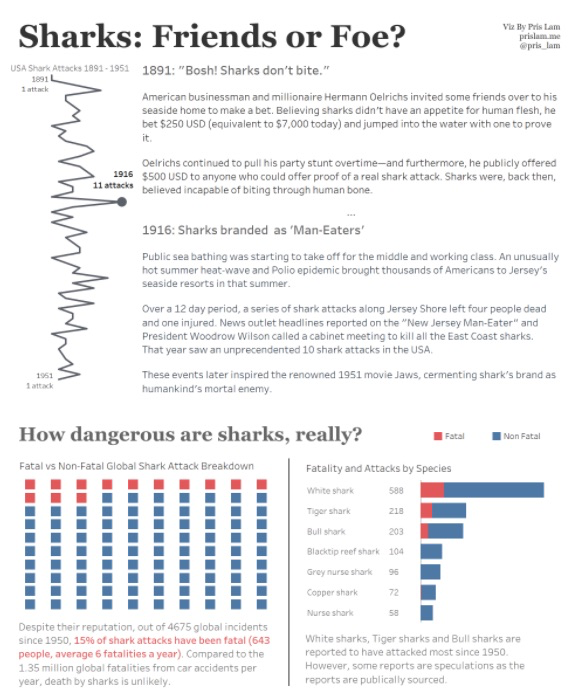 Sharks: Friends or Foe?
Viz By Pris Lam
prislam.me
@pris_lam
USA Shark Attacks 1891 - 1951
1891
1 attack
1916
11 attacks
1951
1 attack
1891: "Bosh! Sharks don't bite."
American businessman and millionaire Hermann Oelrichs invited some friends over to his
seaside home to make a bet. Believing sharks didn't have an appetite for human flesh, he
bet $250 USD (equivalent to $7,000 today) and jumped into the water with one to prove
it.
Oelrichs continued to pull his party stunt overtime—and furthermore, he publicly offered
$500 USD to anyone who could offer proof of a real shark attack. Sharks were, back then,
believed incapable of biting through human bone.
...
1916: Sharks branded as 'Man-Eaters'
Public sea bathing was starting to take off for the middle and working class. An unusually
hot summer heat-wave and Polio epidemic brought thousands of Americans to Jersey's
seaside resorts in that summer.
Over a 12 day period, a series of shark attacks along Jersey Shore left four people dead
and one injured. News outlet headlines reported on the "New Jersey Man-Eater" and
President Woodrow Wilson called a cabinet meeting to kill all the East Coast sharks.
That year saw an unprecendented 10 shark attacks in the USA.
These events later inspired the renowned 1951 movie Jaws, cermenting shark's brand as
humankind's mortal enemy.
How dangerous are sharks, really?
Fatal
Non Fatal
Fatal vs Non-Fatal Global Shark Attack Breakdown
Despite their reputation, out of 4675 global incidents
since 1950, 15% of shark attacks have been fatal (643
people, average 6 fatalities a year). Compared to the
1.35 million global fatalities from car accidents per
year, death by sharks is unlikely.
Fatality and Attacks by Species
White shark 588
Tiger shark 218
Bull shark 203
Blacktip reef shark 104
Grey nurse shark 96
Copper shark 72
Nurse shark 58
White sharks, Tiger sharks and Bull sharks are
reported to have attacked most since 1950.
However, some reports are speculations as the
reports are publically sourced.